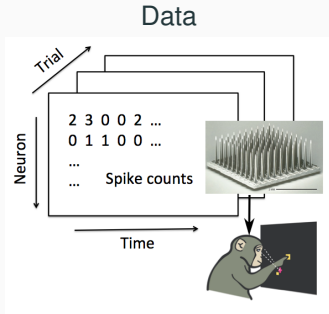 Data
Trial
2 3 0 0 2 ...
0 1 1 0 0 ...
...
... Spike counts
Neuron
Time